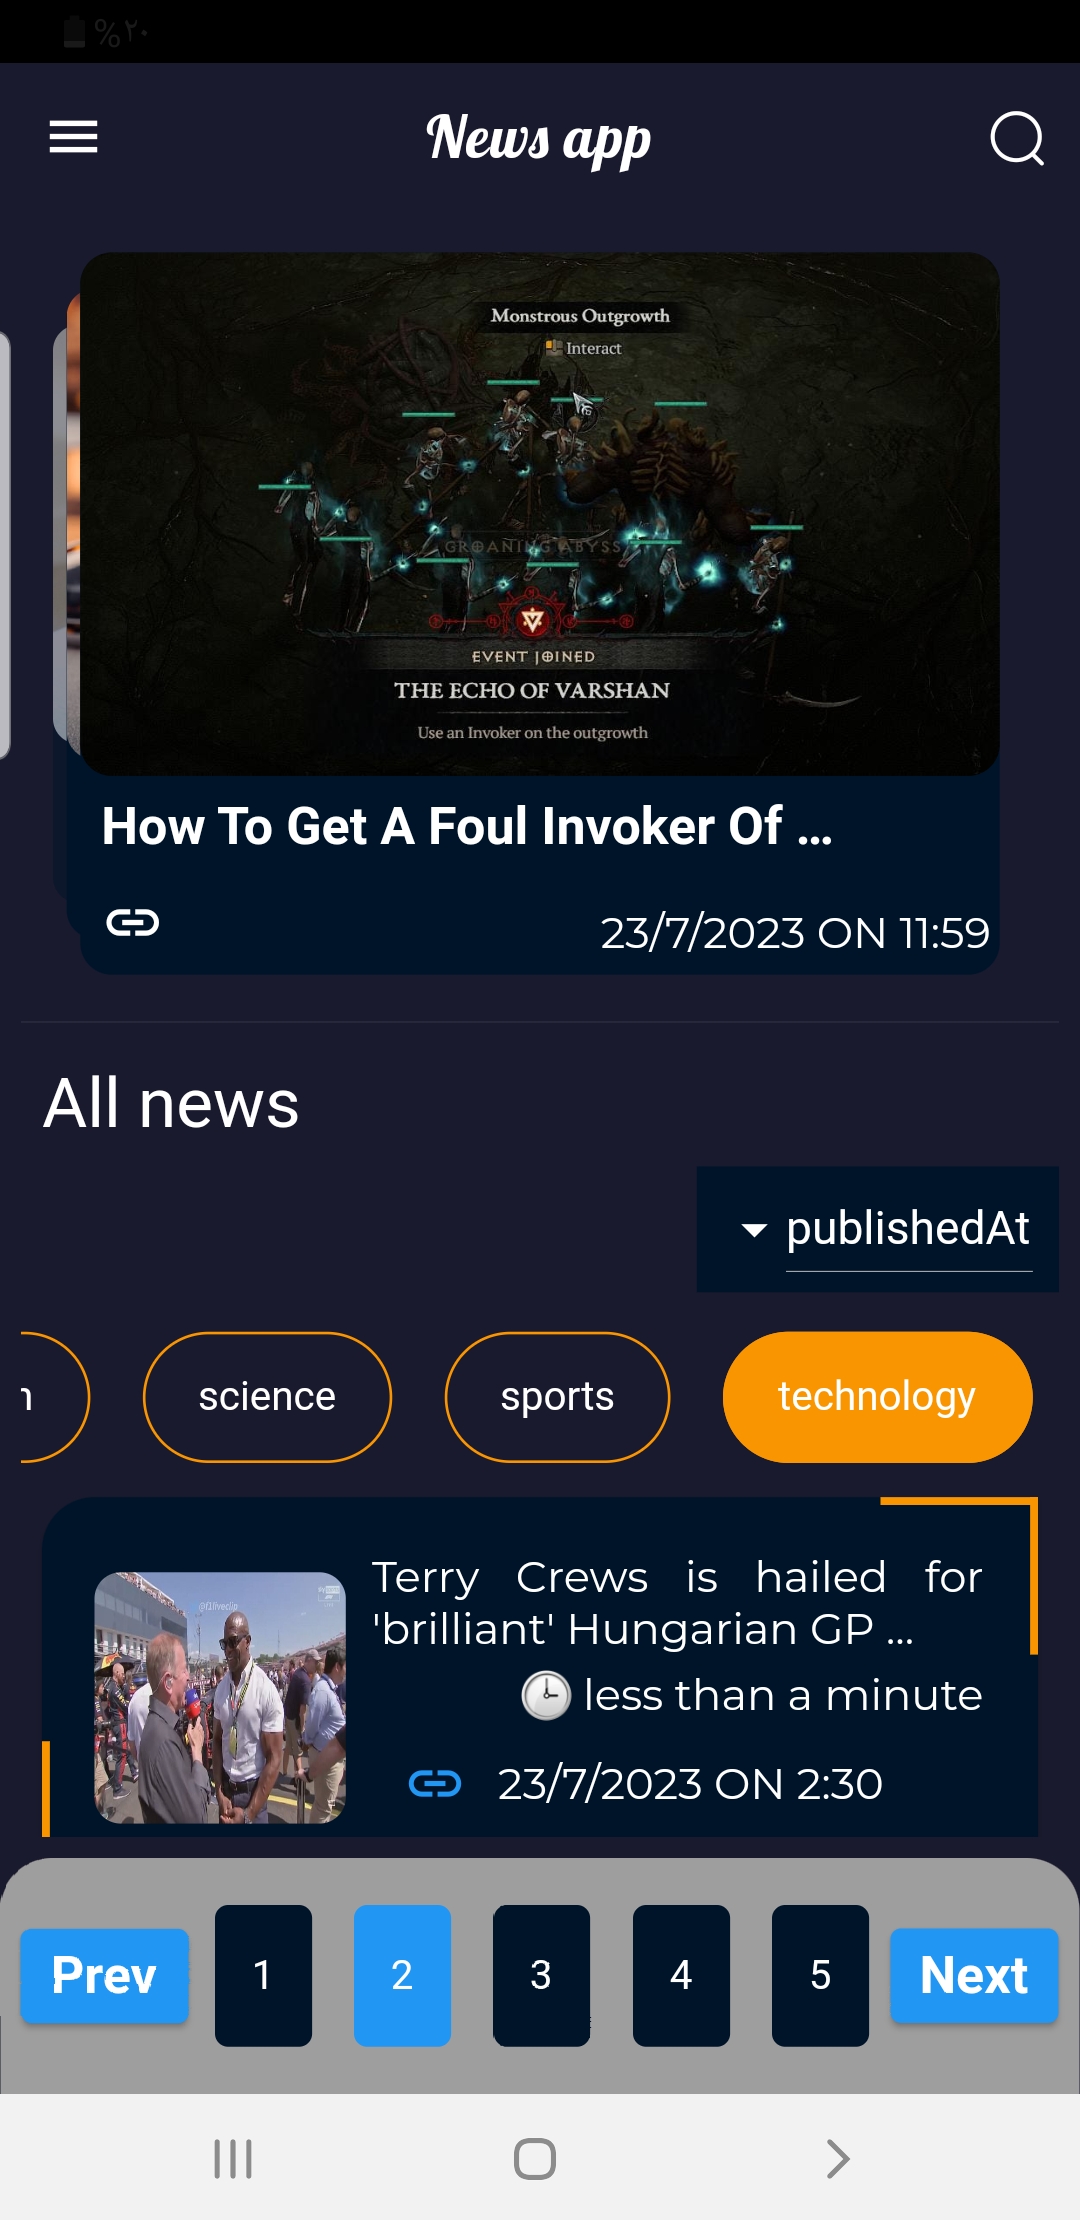 %٢٠
News app
Monstrous Outgrowth
Interact
GROANING ABYSS
EVENT JOINED
THE ECHO OF VARSHAN
Use an Invoker on the outgrowth
How To Get A Foul Invoker Of ...
23/7/2023 ON 11:59
All news
publishedAt
science
sports
technology
Terry Crews is hailed for
'brilliant' Hungarian GP ...
less than a minute
23/7/2023 ON 2:30
@f1liveclip
Prev
1
2
3
4
5
Next